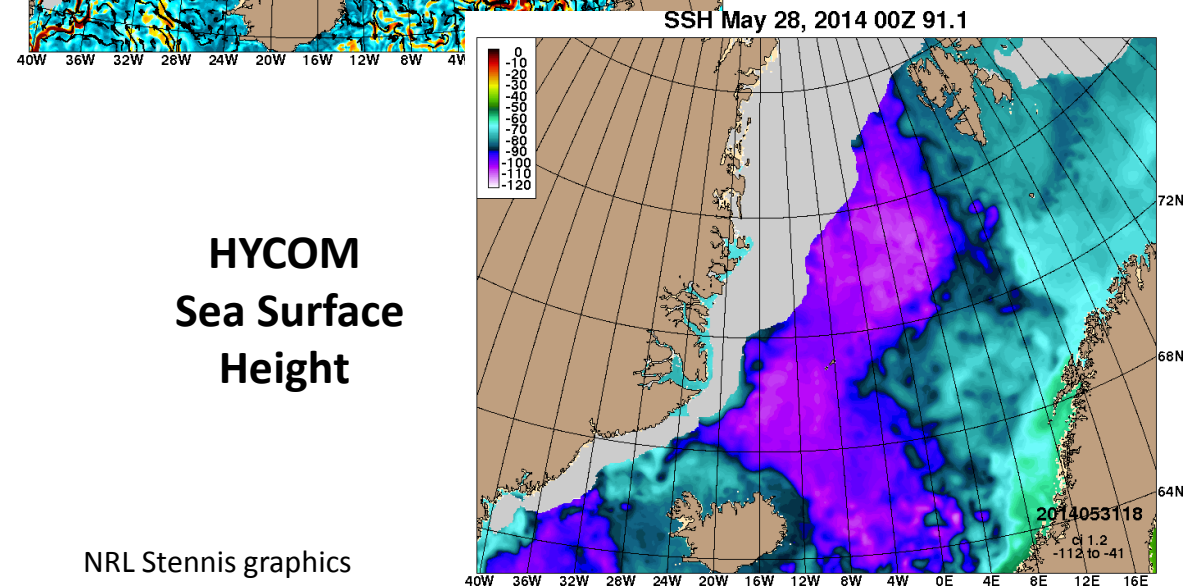 40W 36W 32W 28W 24W 20W 16W 12W 8W 4W
SSH May 28, 2014 00Z 91.1
0
-10
-20
-30
-40
-50
-60
-70
-80
-90
-100
-110
-120
72N
68N
64N
HYCOM
Sea Surface
Height
2014053118
ci 1.2
-112 to -41
NRL Stennis graphics
40W 36W 32W 28W 24W 20W 16W 12W 8W 4W 0E 4E 8E 12E 16E